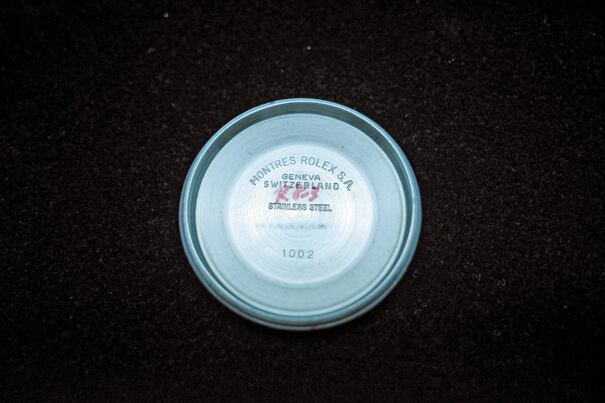 MONTRES ROLEX S.A.
GENEVA
SWITZERLAND
STAINLESS STEEL
1002